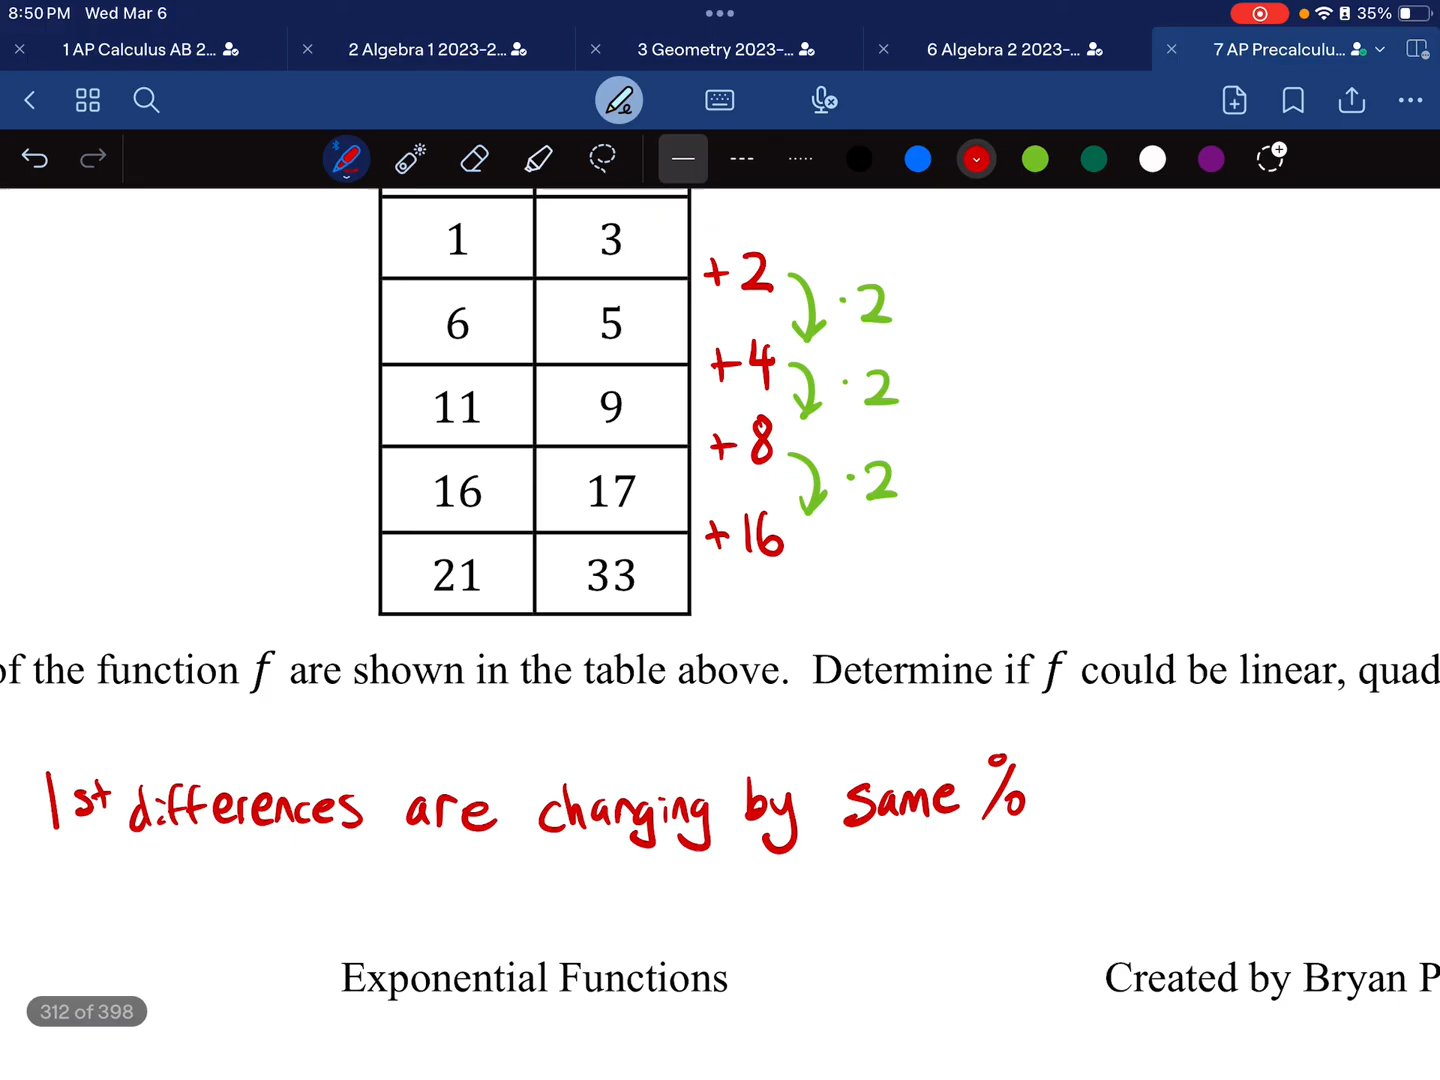 8:50 PM Wed Mar 6
35%
1 AP Calculus AB 2...
2 Algebra 1 2023-2...
3 Geometry 2023-...
6 Algebra 2 2023-...
7 AP Precalculu...
1 3
+2
· 2
6 5
+4
· 2
11 9
+8
· 2
16 17
+16
21 33
of the function f are shown in the table above. Determine if f could be linear, quad
1st differences are changing by same %
Exponential Functions
Created by Bryan P
312 of 398